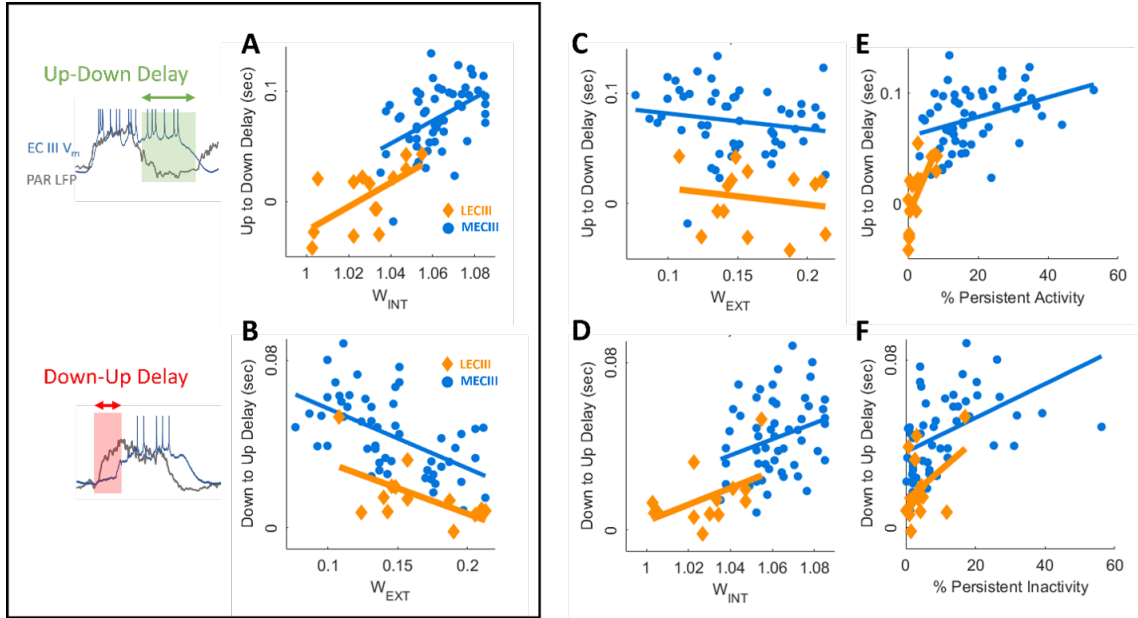 Up-Down Delay
EC III Vm
PAR LFP
A
Up to Down Delay (sec)
0.1
0
1 1.02 1.04 1.06 1.08
WINT
LECIII
MECIII
Down-Up Delay
B
Down to Up Delay (sec)
0.08
0
0.1 0.15 0.2
WEXT
LECIII
MECIII
C
Up to Down Delay (sec)
0.1
0
0.1 0.15 0.2
WEXT
E
Up to Down Delay (sec)
0.1
0
0 20 40 60
% Persistent Activity
D
Down to Up Delay (sec)
0.08
0
1 1.02 1.04 1.06 1.08
WINT
F
Down to Up Delay (sec)
0.08
0
0 20 40 60
% Persistent Inactivity